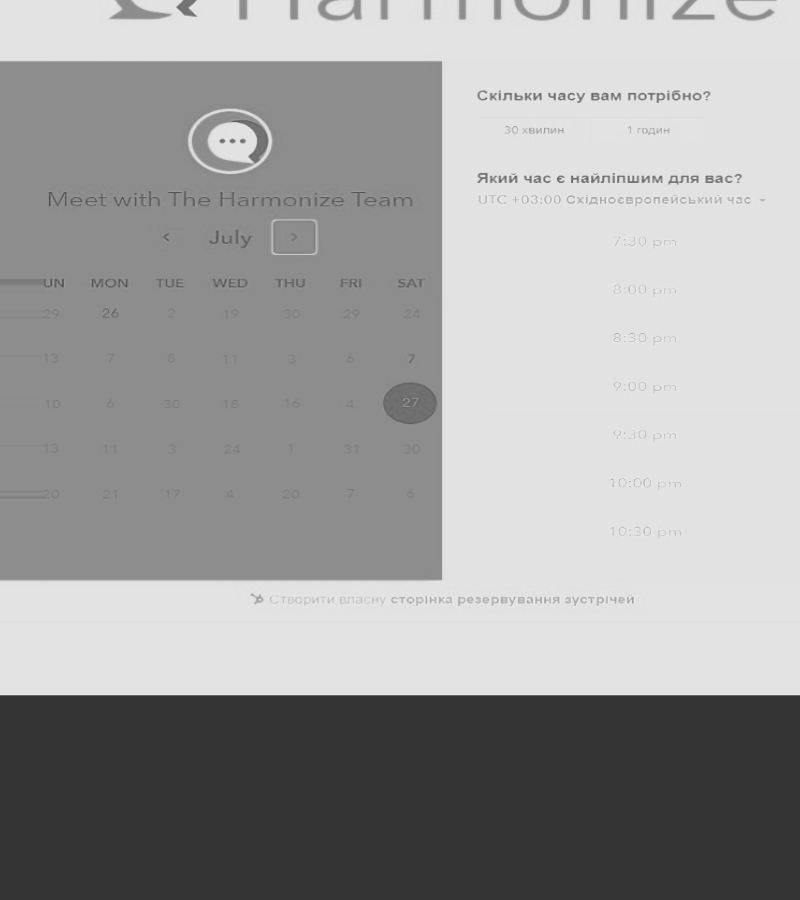 Harmonize
Meet with The Harmonize Team
July
UN MON TUE WED THU FRI SAT
29 26 2 19 30 29 24
13 7 8 11 3 6 7
10 6 30 18 16 4 27
13 11 3 24 1 31 30
20 21 17 4 20 7 6
Скільки часу вам потрібно?
30 хвилин 1 годин
Який час є найліпшим для вас?
UTC +03:00 Східноєвропейський час
7:30 pm
8:00 pm
8:30 pm
9:00 pm
9:30 pm
10:00 pm
10:30 pm
Створити власну сторінка резервування зустрічей